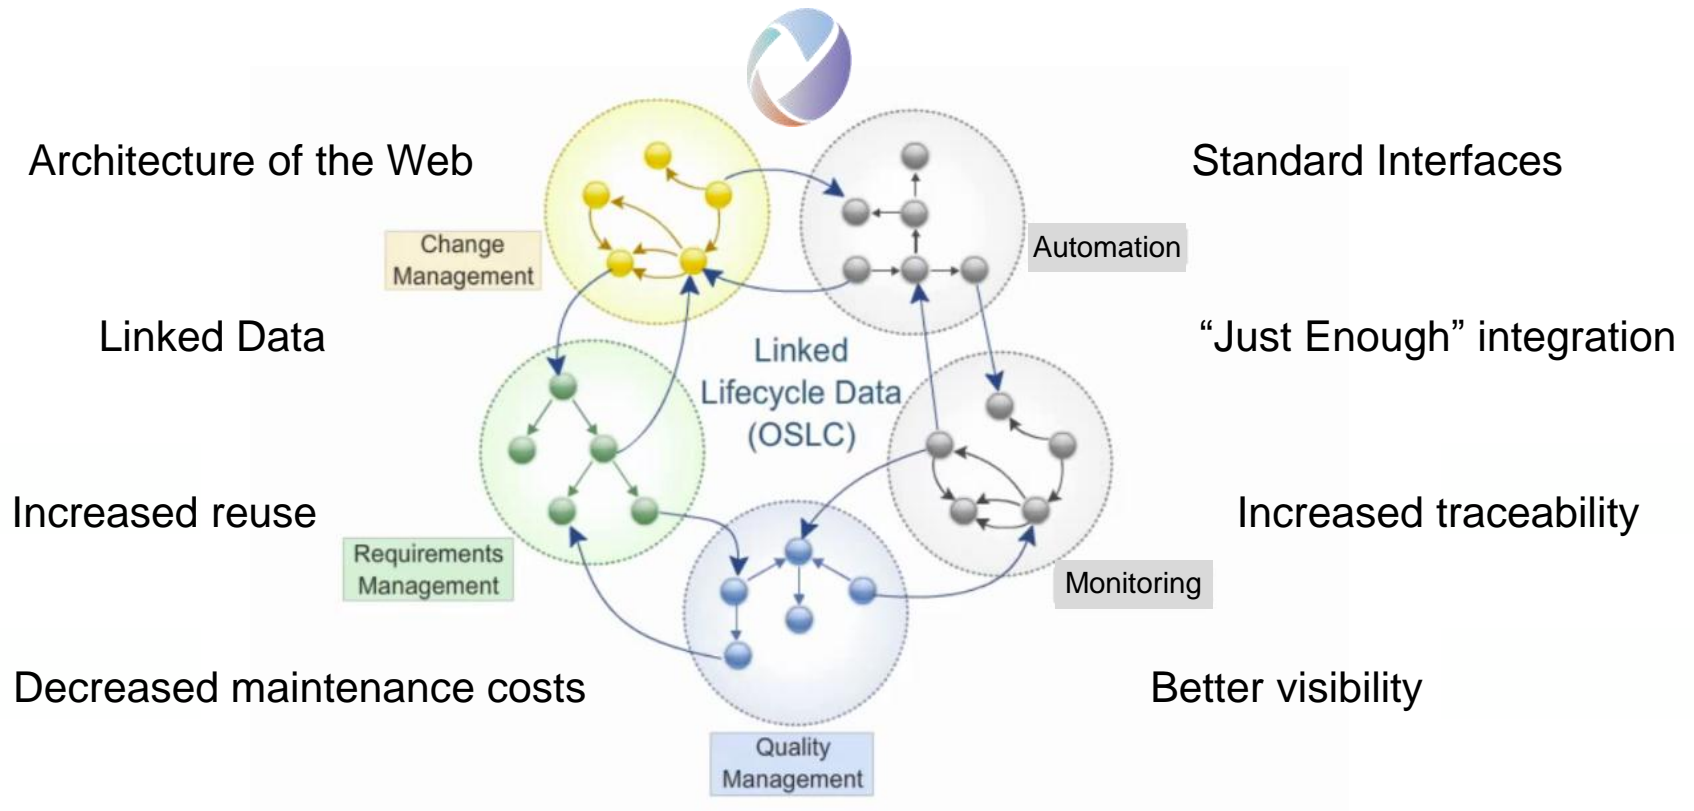 Architecture of the Web
Standard Interfaces
Change
Management
Automation
Linked Data
“Just Enough” integration
Linked
Lifecycle Data
(OSLC)
Increased reuse
Increased traceability
Requirements
Management
Monitoring
Decreased maintenance costs
Better visibility
Quality
Management